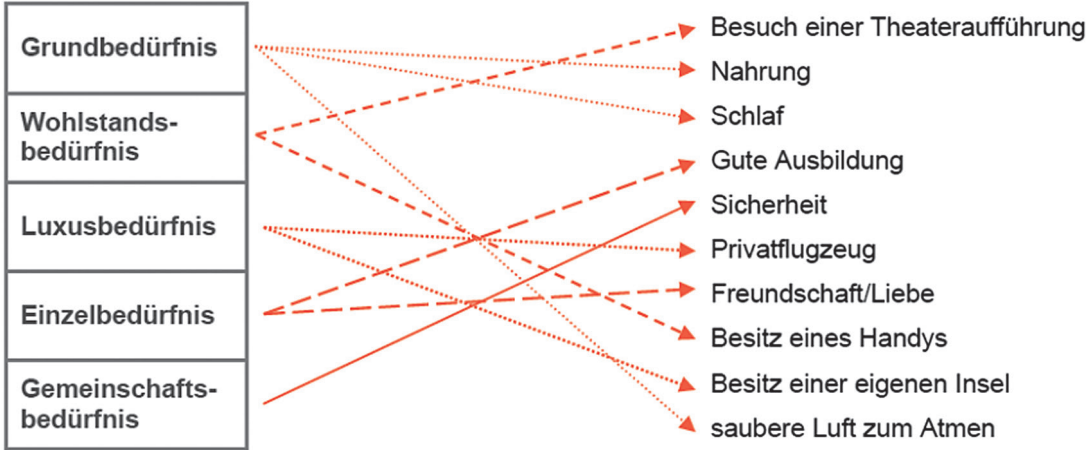 Grundbedürfnis
Wohlstands-
bedürfnis
Luxusbedürfnis
Einzelbedürfnis
Gemeinschafts-
bedürfnis
Besuch einer Theateraufführung
Nahrung
Schlaf
Gute Ausbildung
Sicherheit
Privatflugzeug
Freundschaft/Liebe
Besitz eines Handys
Besitz einer eigenen Insel
saubere Luft zum Atmen